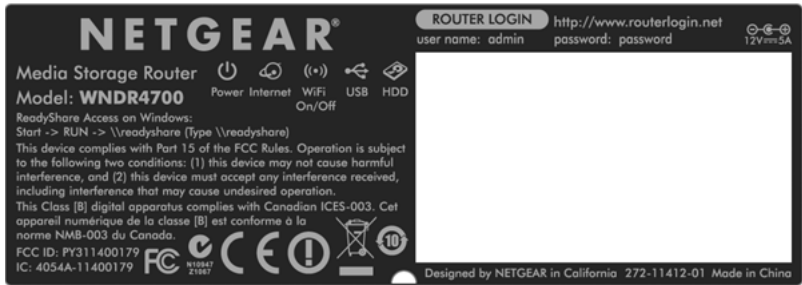 NETGEAR®
Media Storage Router
Model: WNDR4700
Power Internet WiFi On/Off USB HDD
ReadyShare Access on Windows:
Start -> RUN -> \\readyshare (Type \\readyshare)
This device complies with Part 15 of the FCC Rules. Operation is subject
to the following two conditions: (1) this device may not cause harmful
interference, and (2) this device must accept any interference received,
including interference that may cause undesired operation.
This Class [B] digital apparatus complies with Canadian ICES-003. Cet
appareil numérique de la classe [B] est conforme à la
norme NMB-003 du Canada.
FCC ID: PY311400179
IC: 4054A-11400179
FC
N10947
Z1067
CE
10
ROUTER LOGIN http://www.routerlogin.net
user name: admin password: password
12V⎓5A
Designed by NETGEAR in California 272-11412-01 Made in China